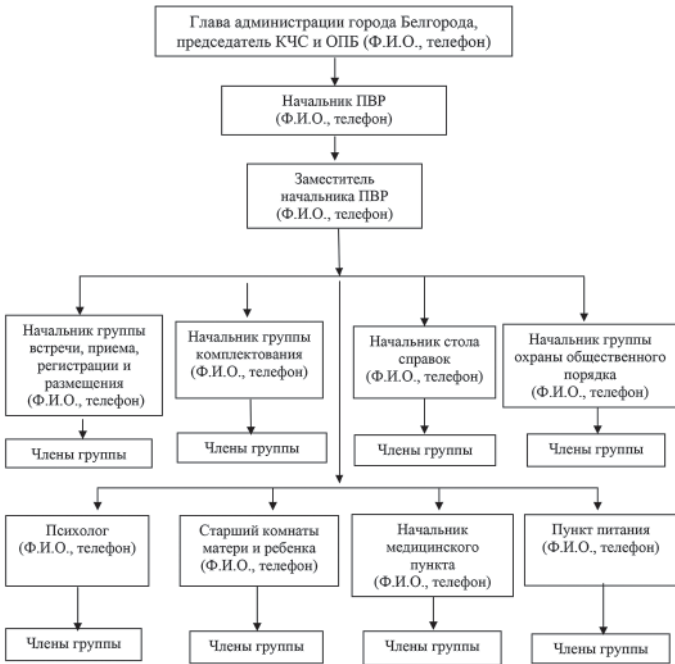 Глава администрации города Белгорода,
председатель КЧС и ОПБ (Ф.И.О., телефон)
Начальник ПВР
(Ф.И.О., телефон)
Заместитель
начальника ПВР
(Ф.И.О., телефон)
Начальник группы
встречи, приема,
регистрации и
размещения
(Ф.И.О., телефон)
Начальник группы
комплектования
(Ф.И.О., телефон)
Начальник стола
справок
(Ф.И.О., телефон)
Начальник группы
охраны общественного
порядка
(Ф.И.О., телефон)
Члены группы
Члены группы
Члены группы
Члены группы
Психолог
(Ф.И.О., телефон)
Старший комнаты
матери и ребенка
(Ф.И.О., телефон)
Начальник
медицинского
пункта
(Ф.И.О., телефон)
Пункт питания
(Ф.И.О., телефон)
Члены группы
Члены группы
Члены группы
Члены группы